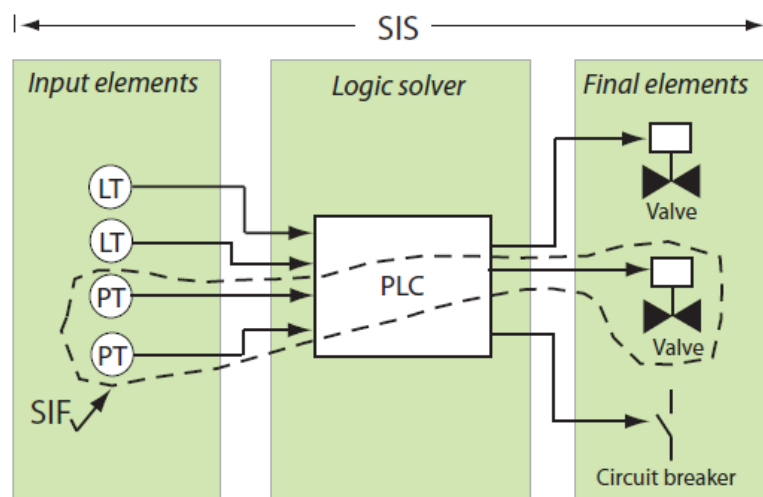 SIS
Input elements
Logic solver
Final elements
LT
LT
PT
PT
SIF
PLC
Valve
Valve
Circuit breaker